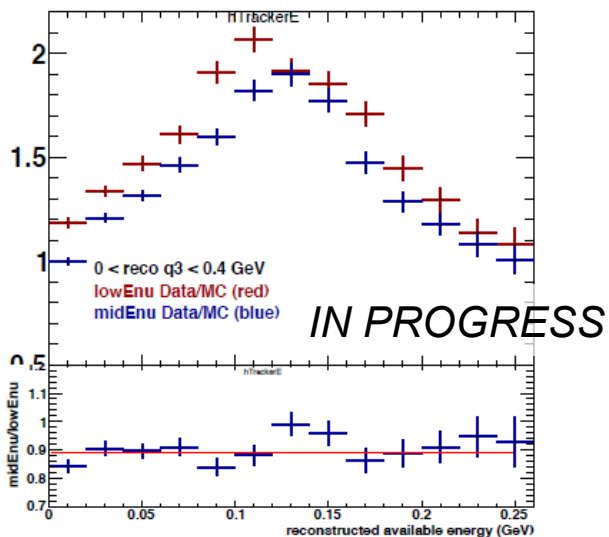 hTrackerE
2
1.5
1
0 < reco q3 < 0.4 GeV
lowEnu Data/MC (red)
midEnu Data/MC (blue)
IN PROGRESS
0.5
1.2
hTrackerE
1.1
1
0.9
0.8
0.7
midEnu/lowEnu
0 0.05 0.1 0.15 0.2 0.25
reconstructed available energy (GeV)